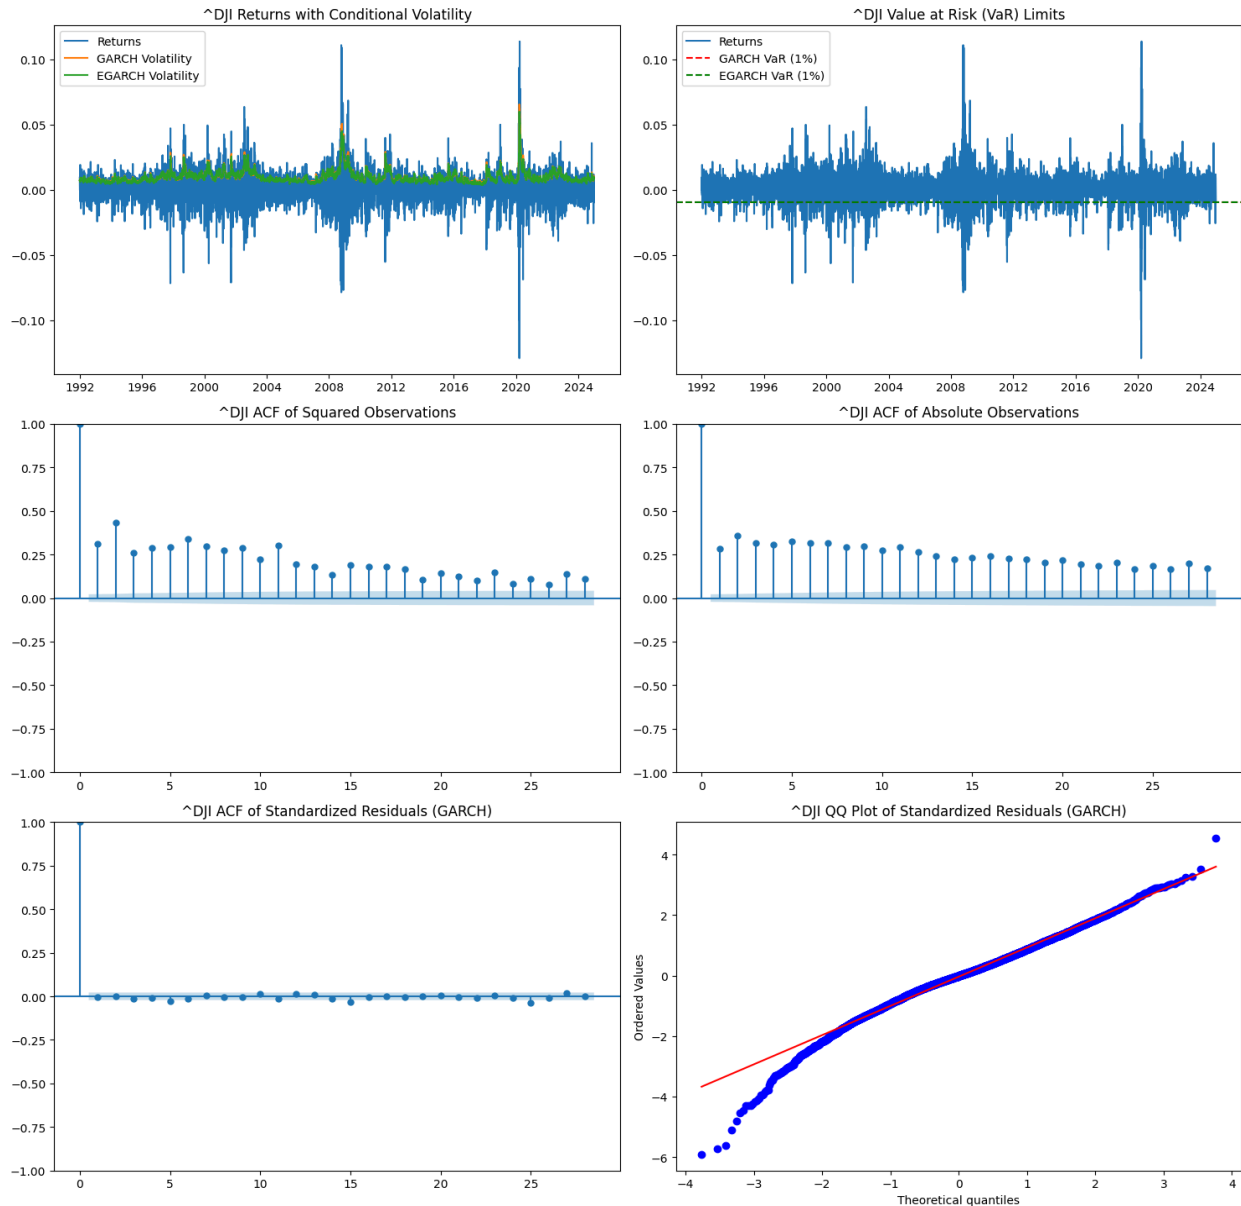 ^DJI Returns with Conditional Volatility
Returns
GARCH Volatility
EGARCH Volatility
0.10
0.05
0.00
−0.05
−0.10
1992 1996 2000 2004 2008 2012 2016 2020 2024
^DJI Value at Risk (VaR) Limits
Returns
GARCH VaR (1%)
EGARCH VaR (1%)
0.10
0.05
0.00
−0.05
−0.10
1992 1996 2000 2004 2008 2012 2016 2020 2024
^DJI ACF of Squared Observations
1.00
0.75
0.50
0.25
0.00
−0.25
−0.50
−0.75
−1.00
0 5 10 15 20 25
^DJI ACF of Absolute Observations
1.00
0.75
0.50
0.25
0.00
−0.25
−0.50
−0.75
−1.00
0 5 10 15 20 25
^DJI ACF of Standardized Residuals (GARCH)
1.00
0.75
0.50
0.25
0.00
−0.25
−0.50
−0.75
−1.00
0 5 10 15 20 25
^DJI QQ Plot of Standardized Residuals (GARCH)
Ordered Values
4
2
0
−2
−4
−6
−4 −3 −2 −1 0 1 2 3 4
Theoretical quantiles